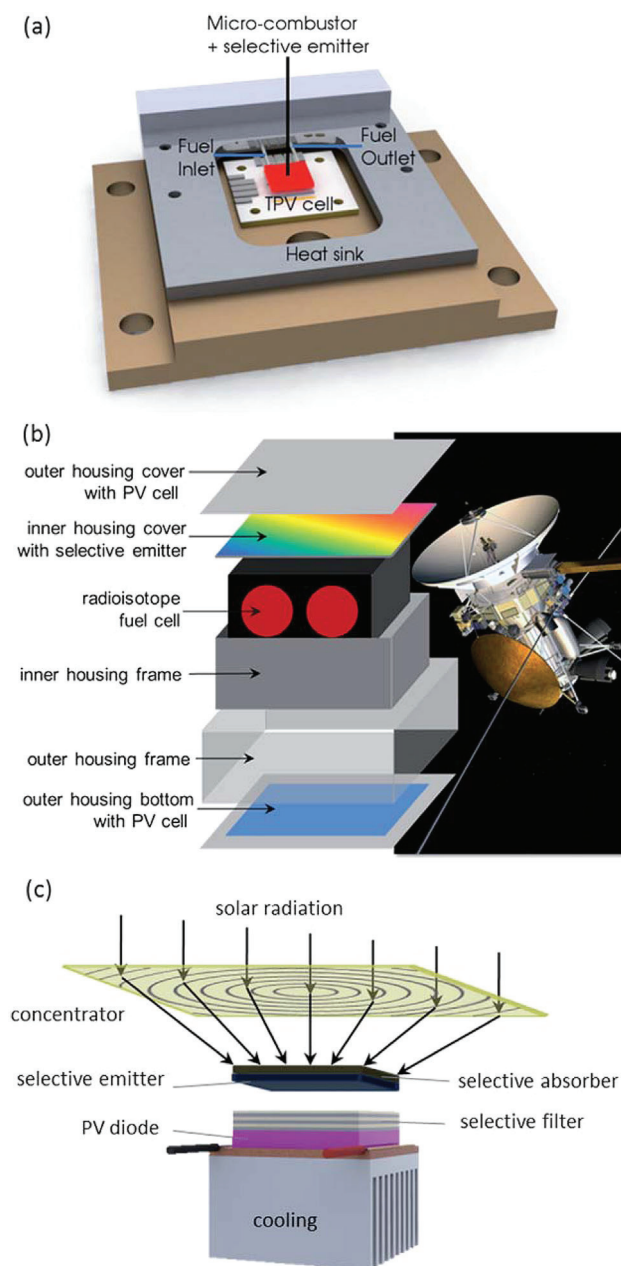 (a)
Micro-combustor
+ selective emitter
Fuel
Inlet
Fuel
Outlet
TPV cell
Heat sink
(b)
outer housing cover
with PV cell
inner housing cover
with selective emitter
radioisotope
fuel cell
inner housing frame
outer housing frame
outer housing bottom
with PV cell
(c)
solar radiation
concentrator
selective emitter
selective absorber
PV diode
selective filter
cooling